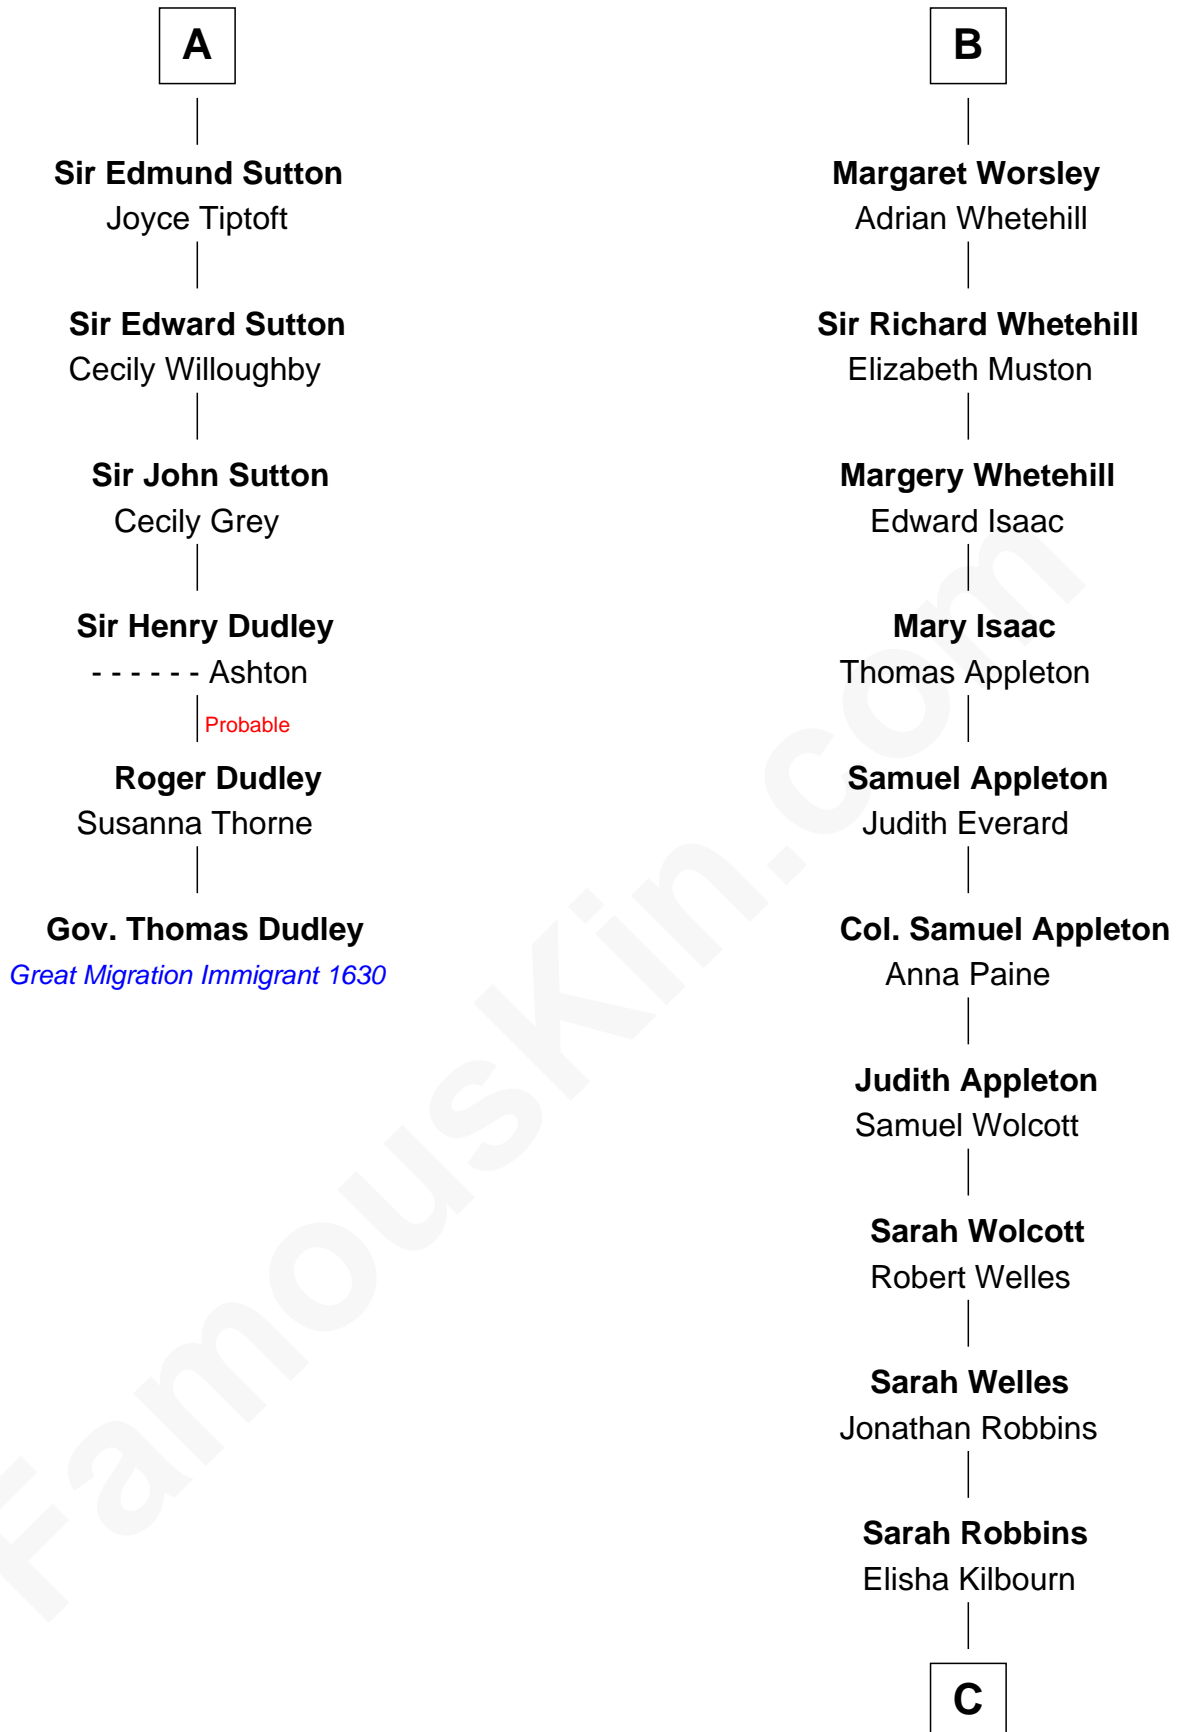 A
Sir Edmund Sutton
Joyce Tiptoft
Sir Edward Sutton
Cecily Willoughby
Sir John Sutton
Cecily Grey
Sir Henry Dudley
- - - - - - Ashton
Probable
Roger Dudley
Susanna Thorne
Gov. Thomas Dudley
Great Migration Immigrant 1630
B
Margaret Worsley
Adrian Whetehill
Sir Richard Whetehill
Elizabeth Muston
Margery Whetehill
Edward Isaac
Mary Isaac
Thomas Appleton
Samuel Appleton
Judith Everard
Col. Samuel Appleton
Anna Paine
Judith Appleton
Samuel Wolcott
Sarah Wolcott
Robert Welles
Sarah Welles
Jonathan Robbins
Sarah Robbins
Elisha Kilbourn
C
FamousKin.com